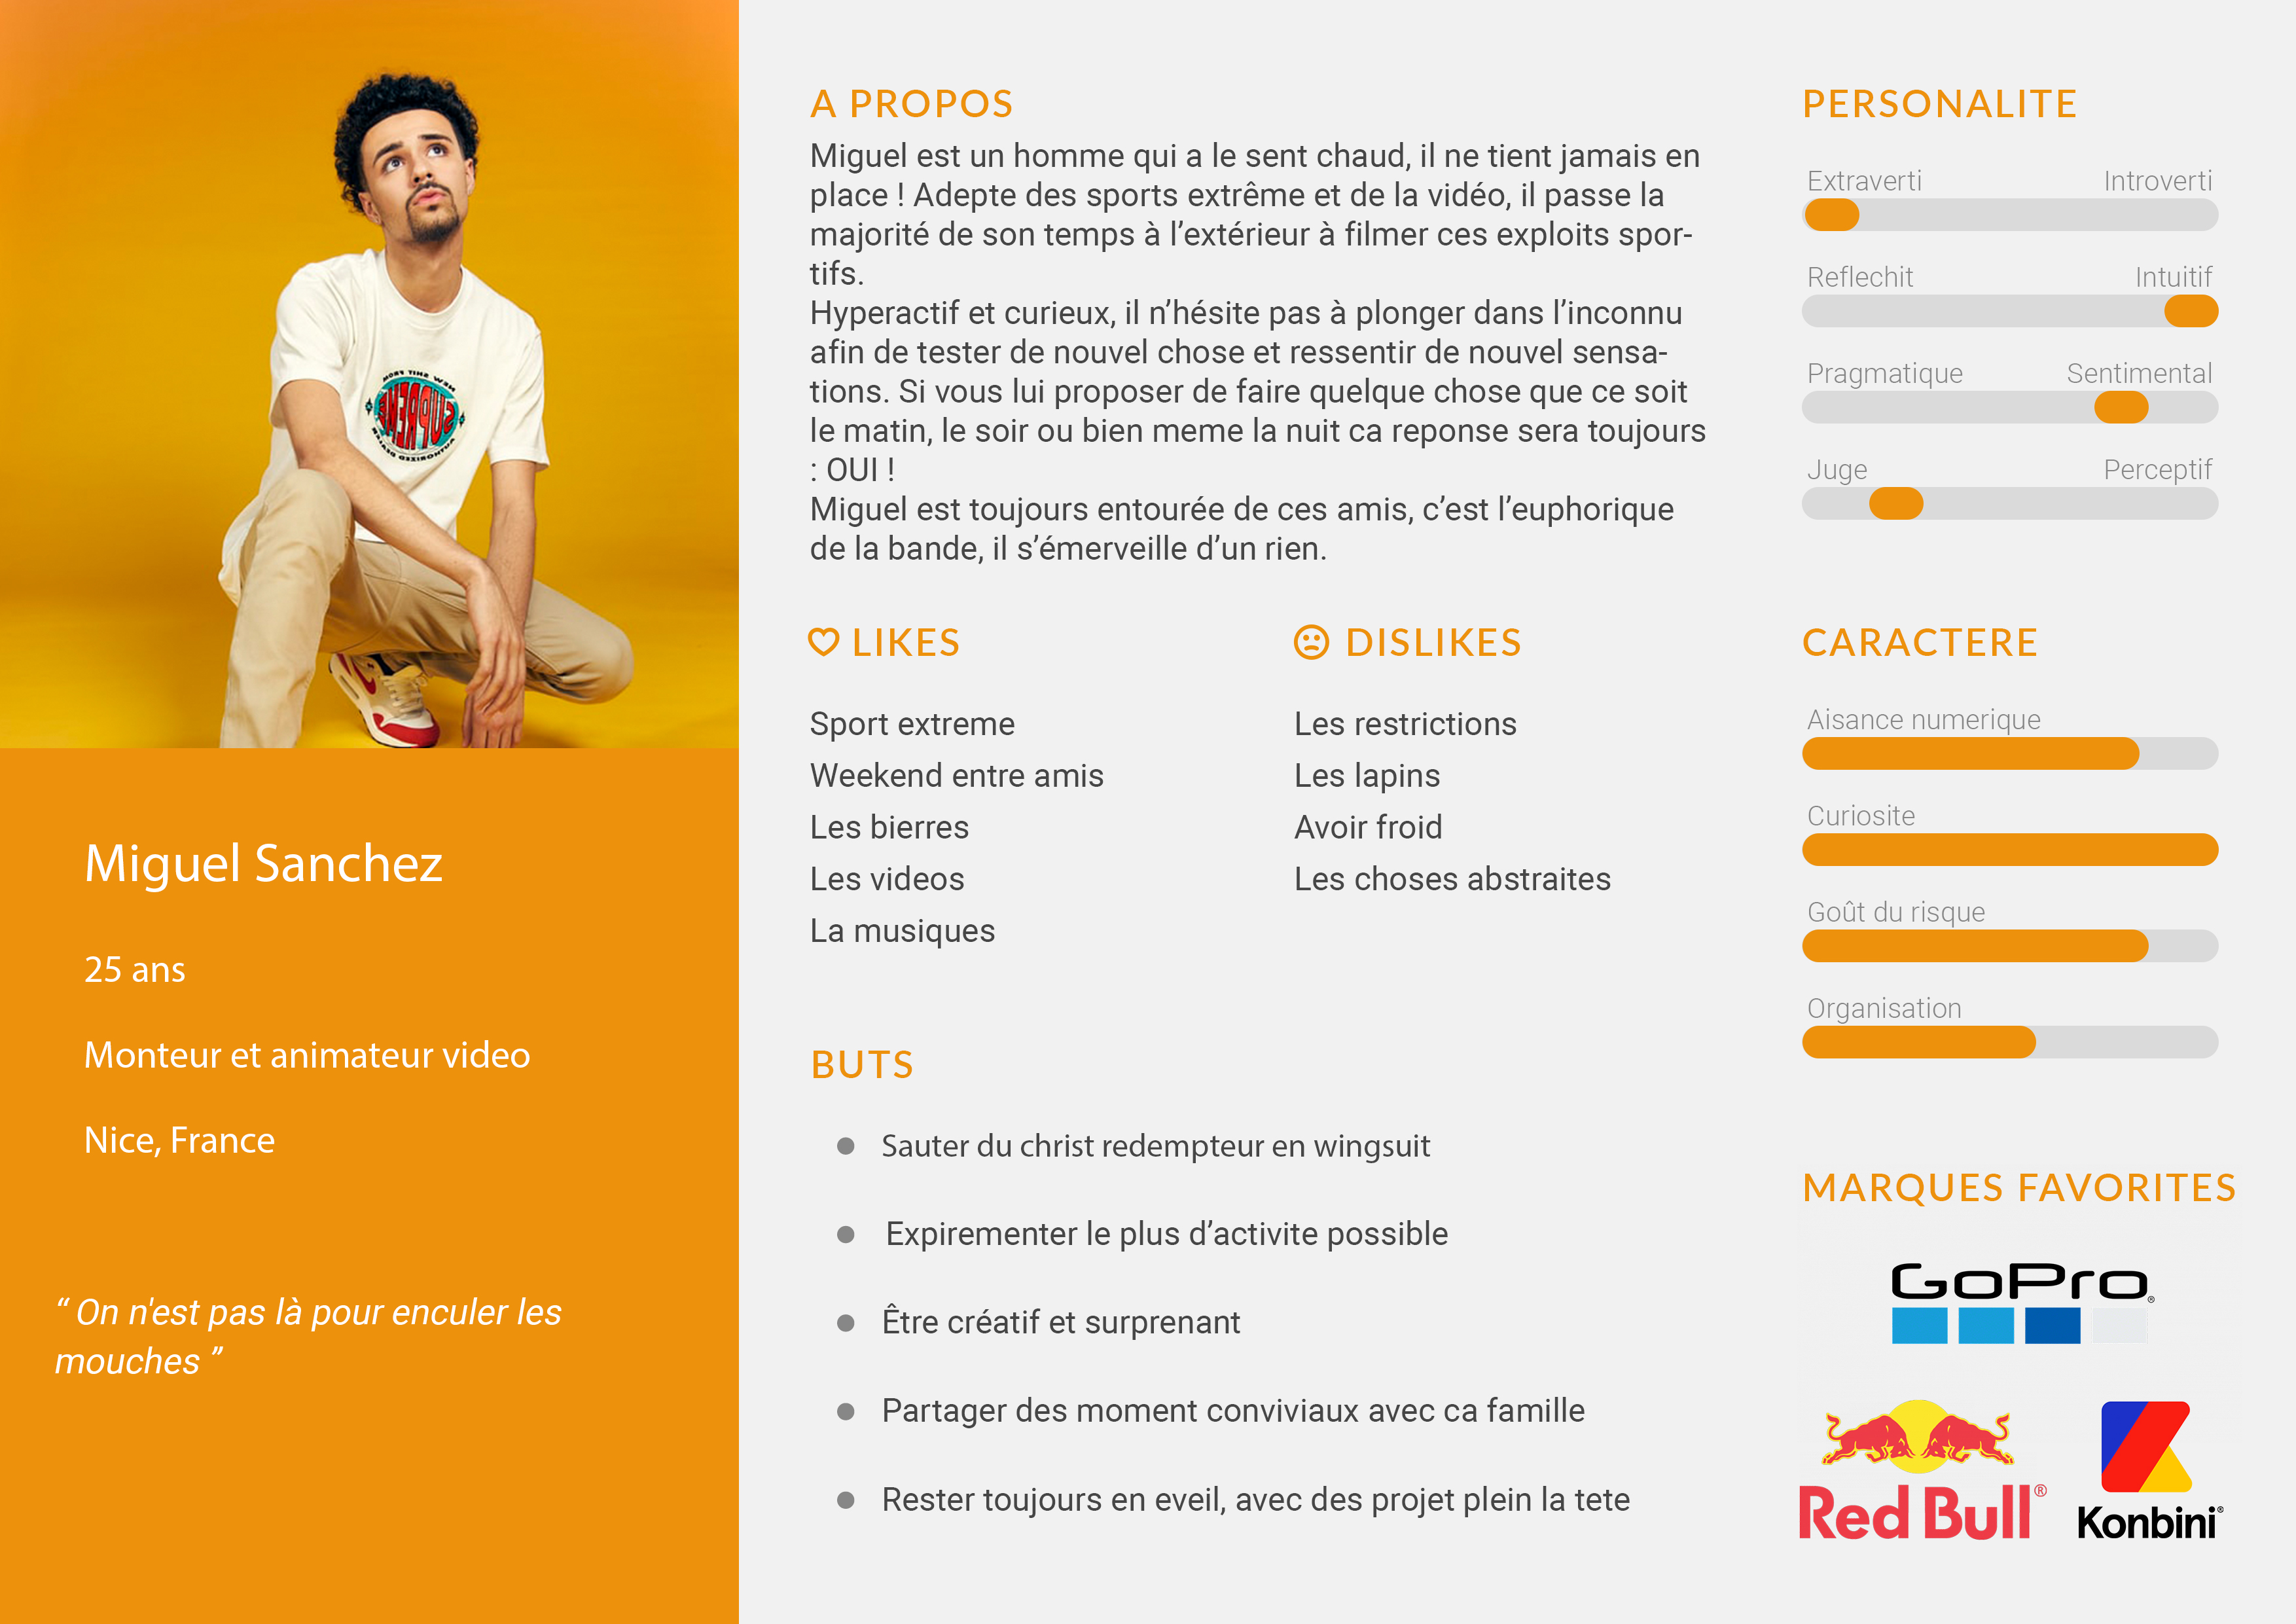 A PROPOS
Miguel est un homme qui a le sent chaud, il ne tient jamais en
place ! Adepte des sports extrême et de la vidéo, il passe la
majorité de son temps à l’extérieur à filmer ces exploits spor-
tifs.
Hyperactif et curieux, il n’hésite pas à plonger dans l’inconnu
afin de tester de nouvel chose et ressentir de nouvel sensa-
tions. Si vous lui proposer de faire quelque chose que ce soit
le matin, le soir ou bien meme la nuit ca reponse sera toujours
: OUI !
Miguel est toujours entourée de ces amis, c’est l’euphorique
de la bande, il s’émerveille d’un rien.
LIKES
Sport extreme
Weekend entre amis
Les bierres
Les videos
La musiques
DISLIKES
Les restrictions
Les lapins
Avoir froid
Les choses abstraites
BUTS
Sauter du christ redempteur en wingsuit
Expirementer le plus d’activite possible
Être créatif et surprenant
Partager des moment conviviaux avec ca famille
Rester toujours en eveil, avec des projet plein la tete
PERSONALITE
Extraverti Introverti
Reflechit Intuitif
Pragmatique Sentimental
Juge Perceptif
CARACTERE
Aisance numerique
Curiosite
Goût du risque
Organisation
MARQUES FAVORITES
GoPro®
Red Bull®
Konbini®
NEW SHIT FROM
SUPREME
AUTHORIZED DEALER
Miguel Sanchez
25 ans
Monteur et animateur video
Nice, France
“ On n'est pas là pour enculer les
mouches ”